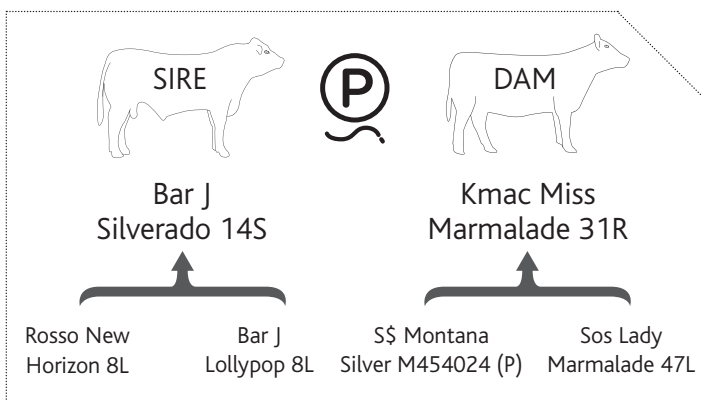 SIRE
P
DAM
Bar J
Silverado 14S
Kmac Miss
Marmalade 31R
Rosso New
Horizon 8L
Bar J
Lollypop 8L
S$ Montana
Silver M454024 (P)
Sos Lady
Marmalade 47L